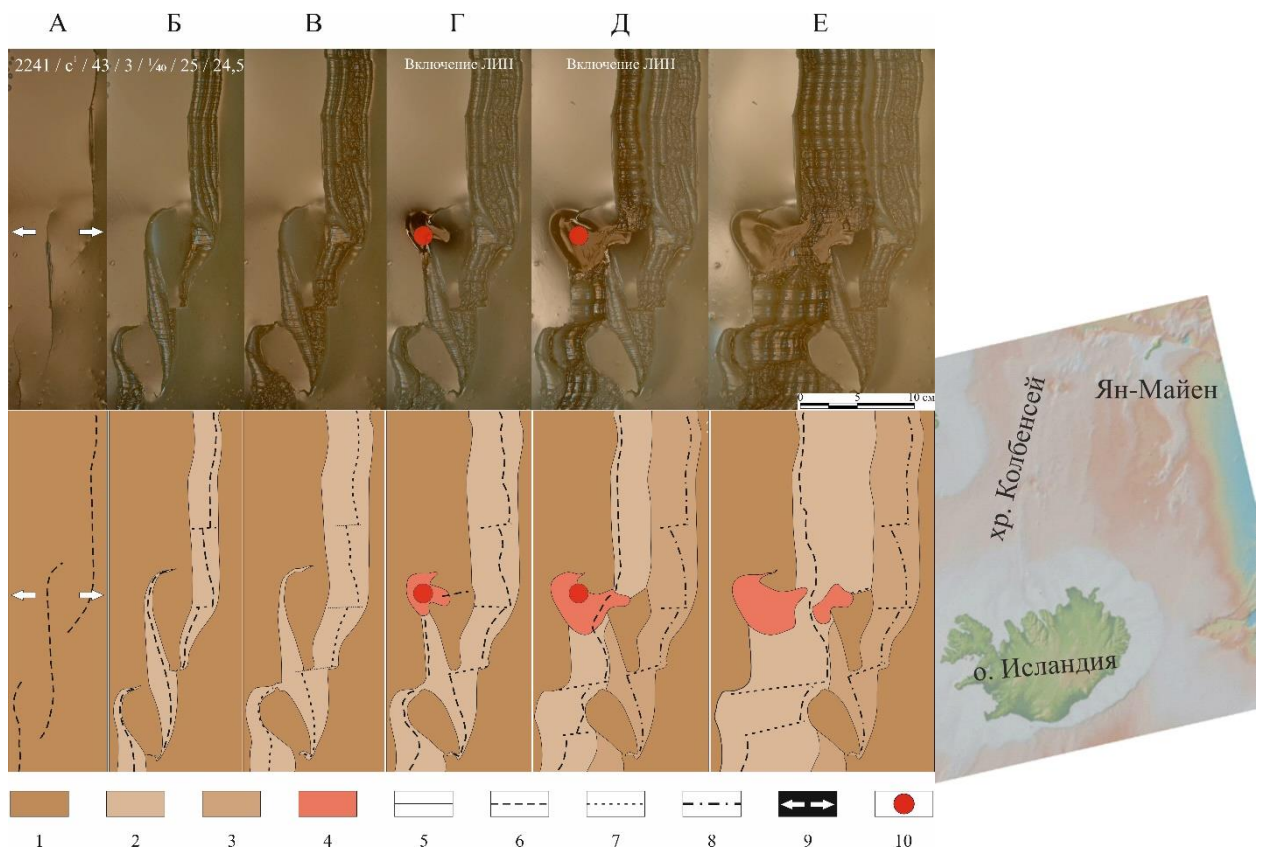 А Б В Г Д Е
2241 / с¹ / 43 / 3 / ¹⁄₄₀ / 25 / 24,5
Включение ЛИП
Включение ЛИП
0 5 10 см
хр. Колбенсей
Ян-Майен
о. Исландия
1 2 3 4 5 6 7 8 9 10